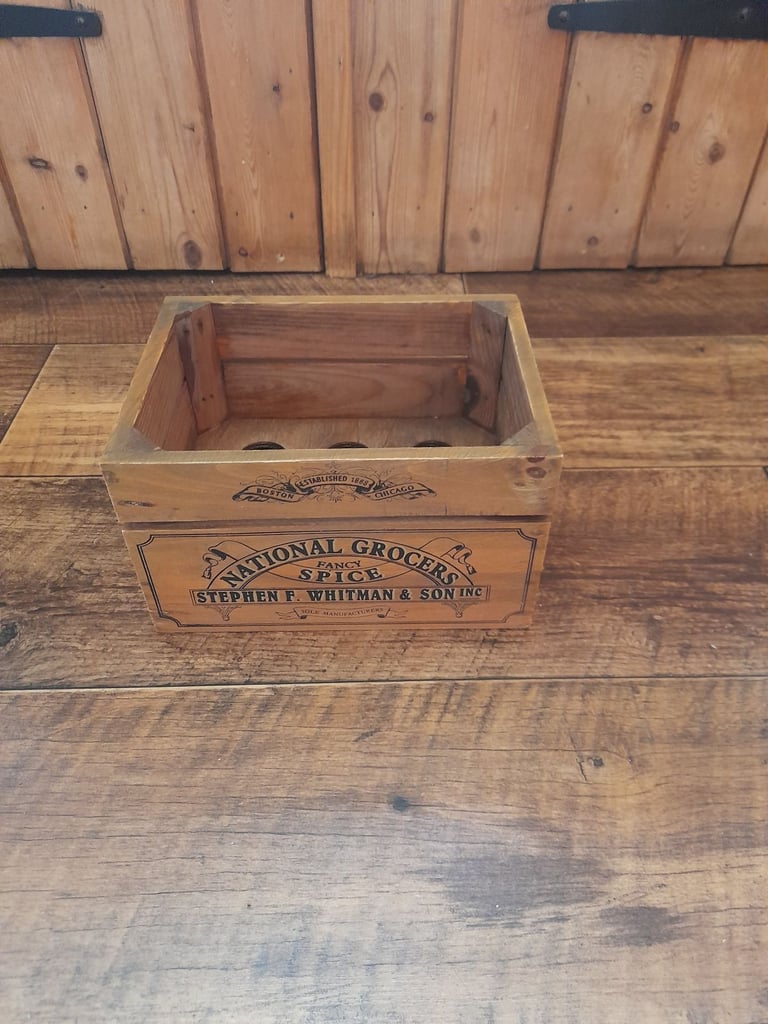 ESTABLISHED 1868
BOSTON CHICAGO
NATIONAL GROCERS
FANCY
SPICE
STEPHEN F. WHITMAN & SON INC
SOLE MANUFACTURERS